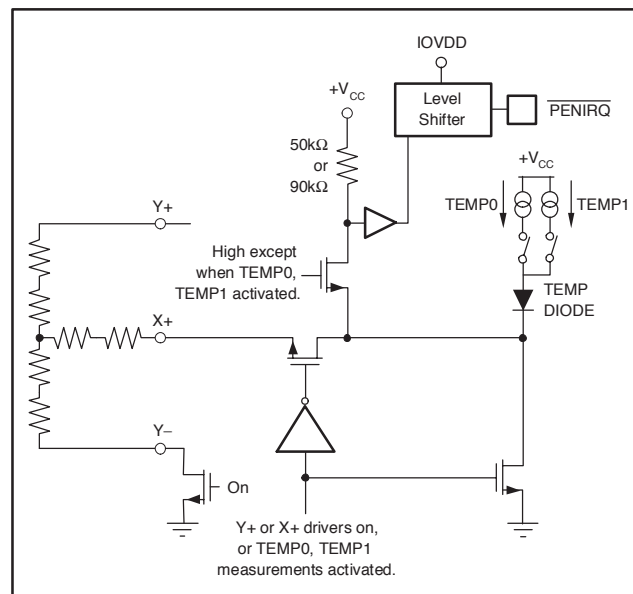 IOVDD
+VCC
Level
Shifter
PENIRQ
50kΩ
or
90kΩ
+VCC
TEMP0
TEMP1
Y+
High except
when TEMP0,
TEMP1 activated.
TEMP
DIODE
X+
Y−
On
Y+ or X+ drivers on,
or TEMP0, TEMP1
measurements activated.